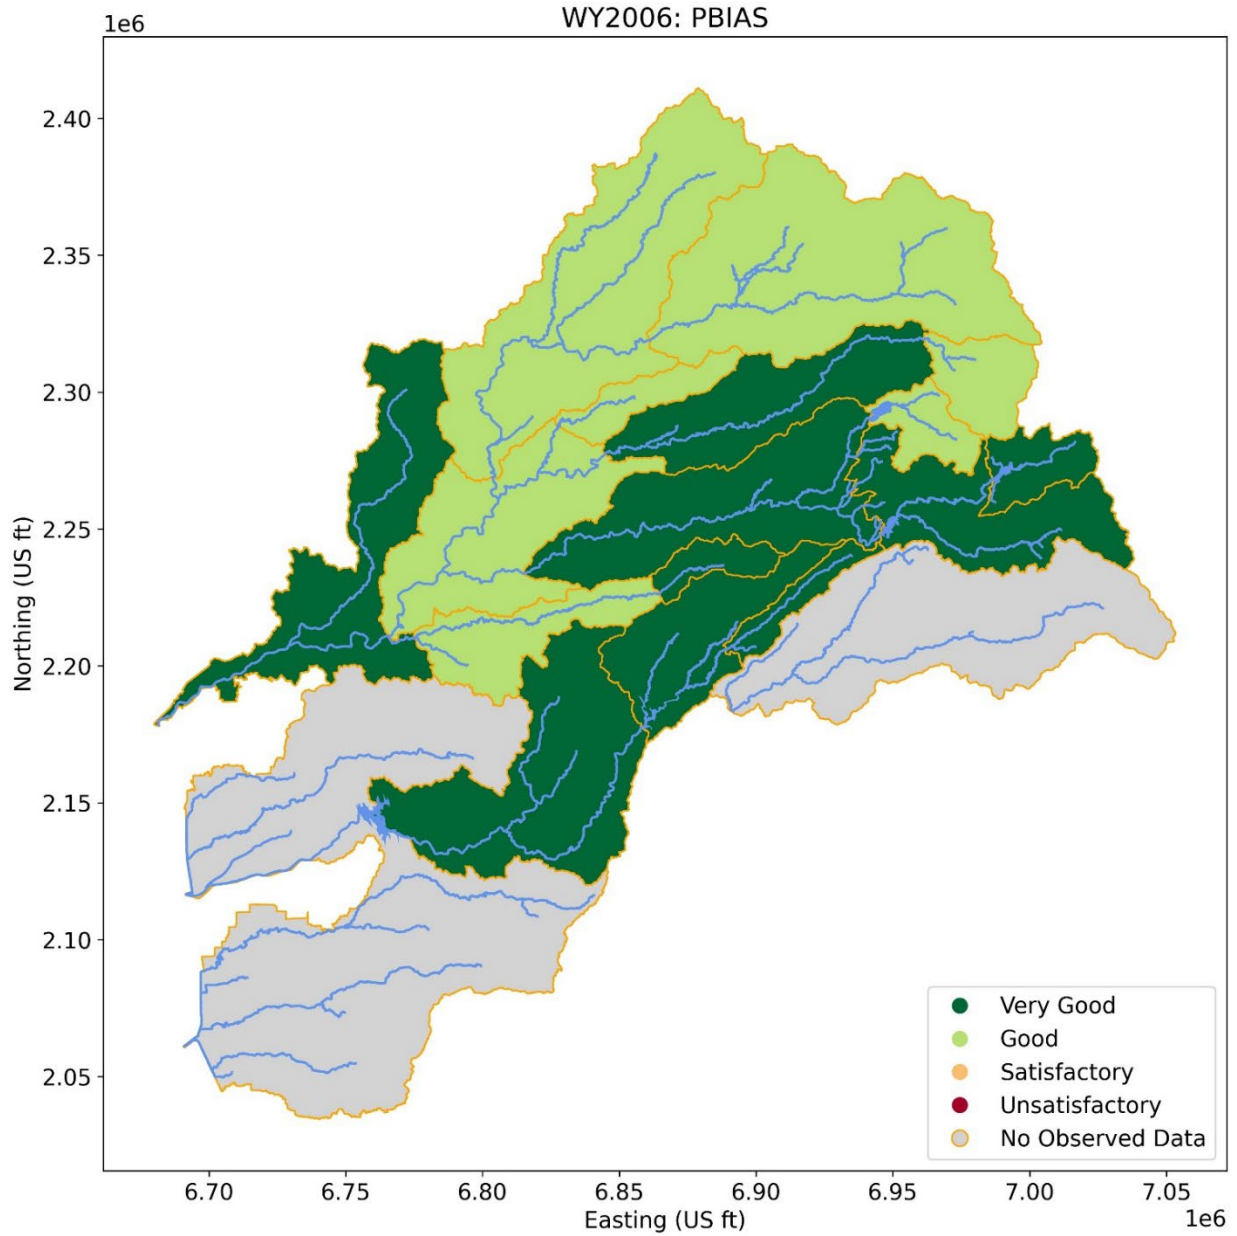 WY2006: PBIAS
1e6
2.40
2.35
2.30
2.25
2.20
2.15
2.10
2.05
Northing (US ft)
Very Good
Good
Satisfactory
Unsatisfactory
No Observed Data
6.70 6.75 6.80 6.85 6.90 6.95 7.00 7.05
Easting (US ft)
1e6